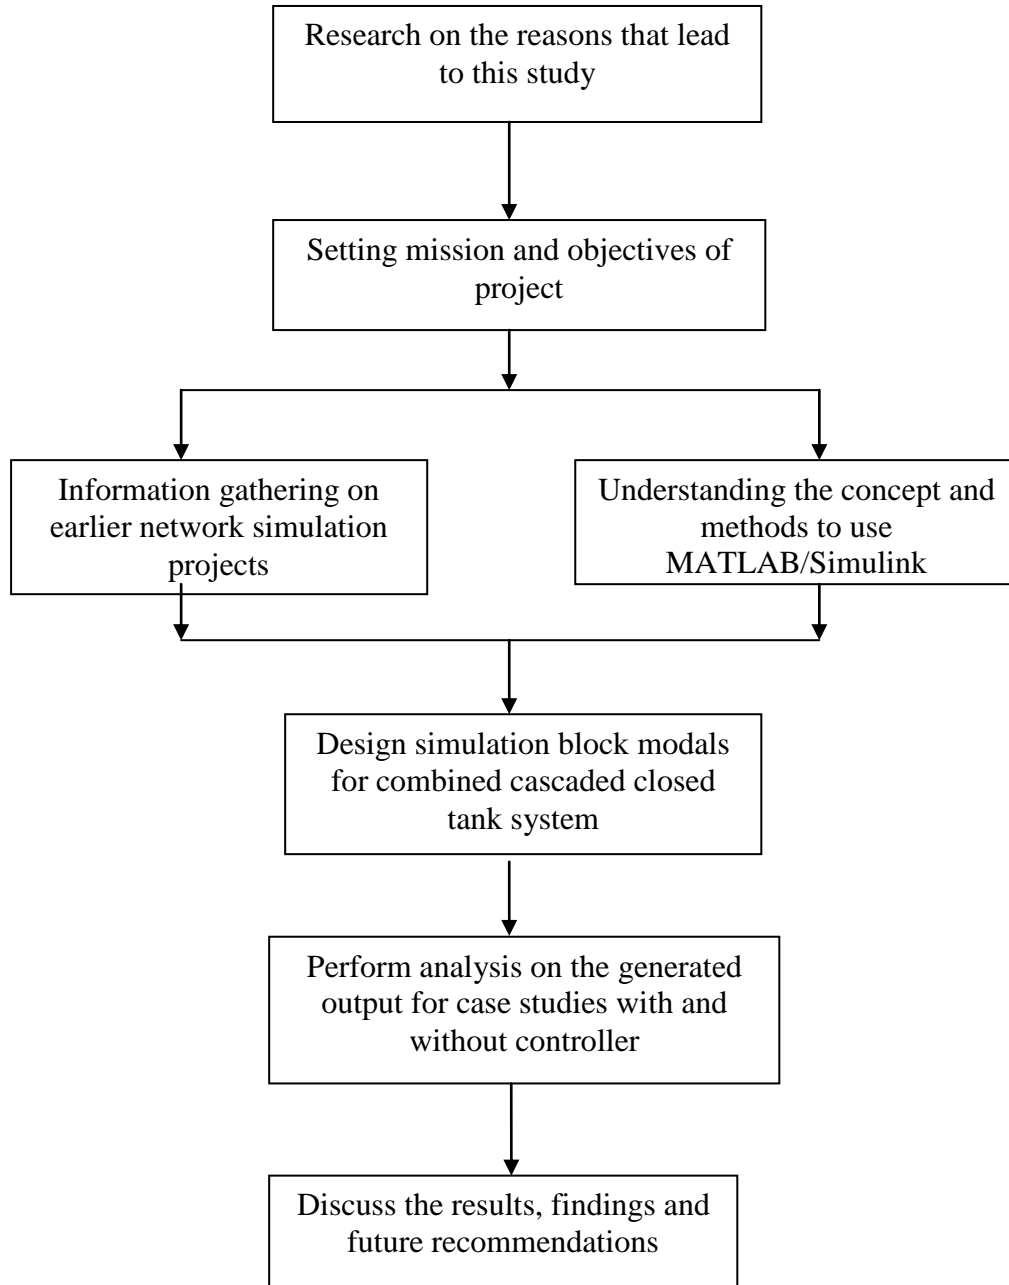 Research on the reasons that lead
to this study
Setting mission and objectives of
project
Information gathering on
earlier network simulation
projects
Understanding the concept and
methods to use
MATLAB/Simulink
Design simulation block modals
for combined cascaded closed
tank system
Perform analysis on the generated
output for case studies with and
without controller
Discuss the results, findings and
future recommendations